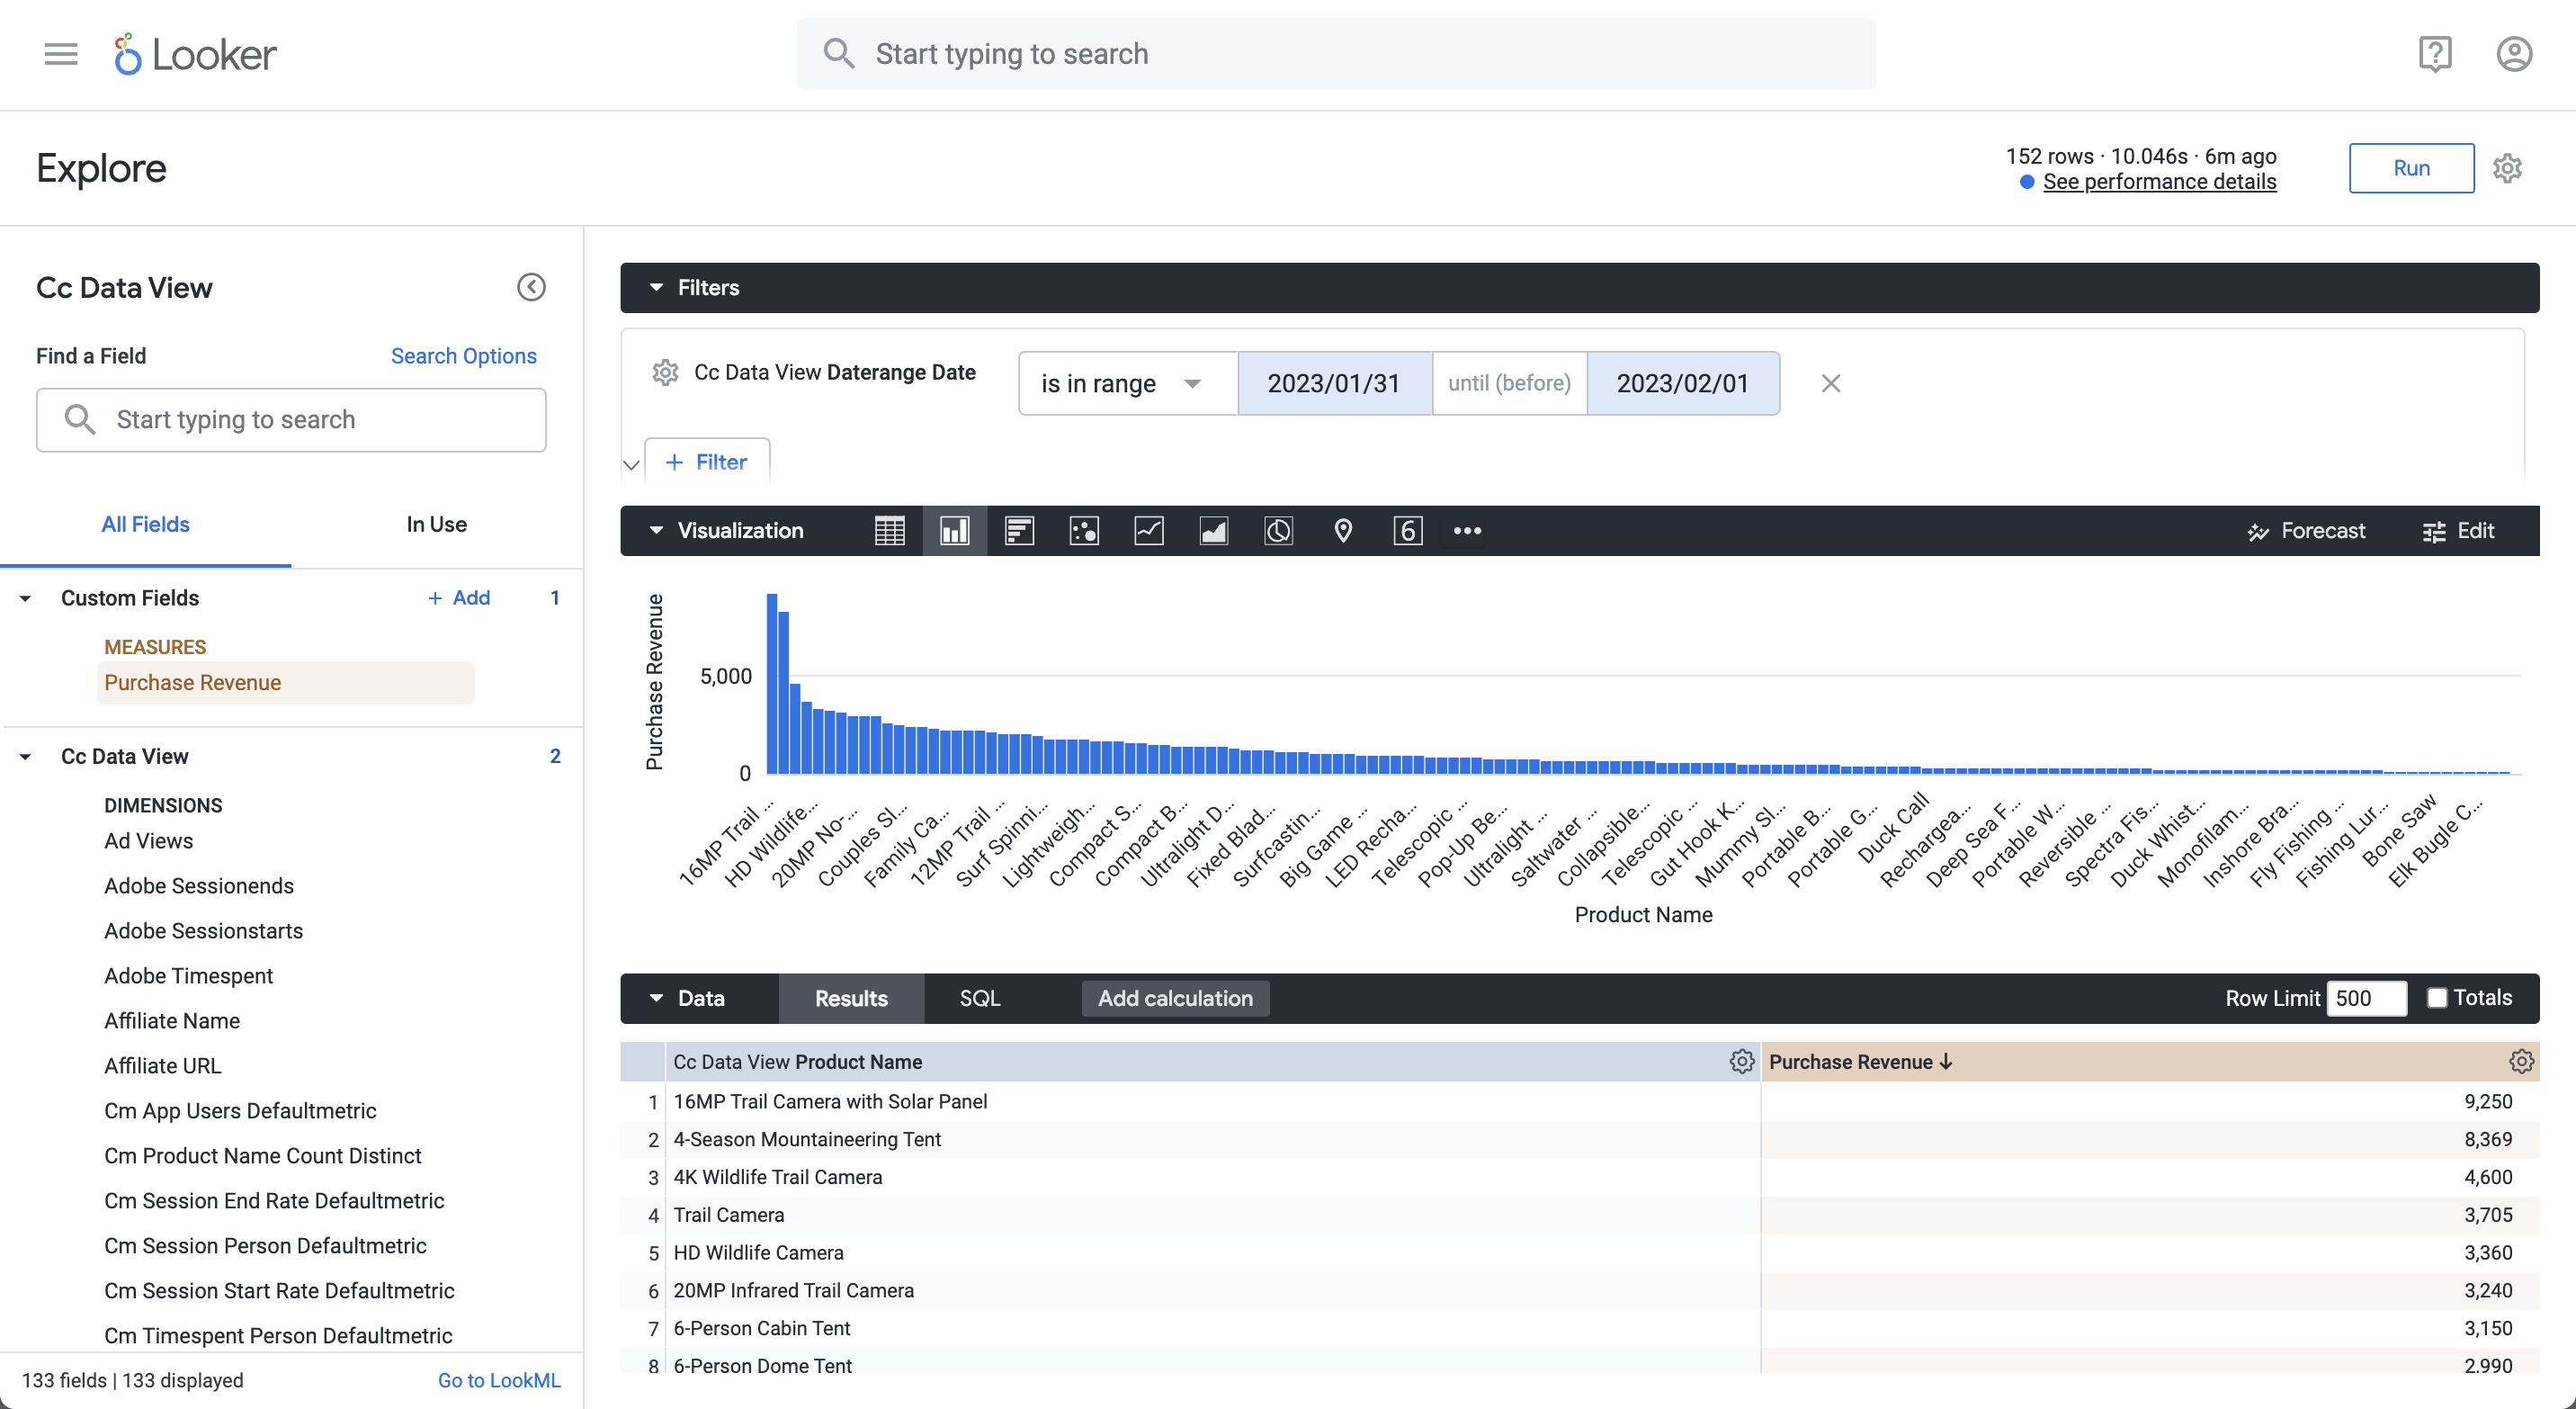 Looker
Start typing to search
Explore
152 rows · 10.046s · 6m ago
See performance details
Run
Cc Data View
Find a Field
Search Options
Start typing to search
All Fields
In Use
Custom Fields
+ Add
1
MEASURES
Purchase Revenue
Cc Data View
2
DIMENSIONS
Ad Views
Adobe Sessionends
Adobe Sessionstarts
Adobe Timespent
Affiliate Name
Affiliate URL
Cm App Users Defaultmetric
Cm Product Name Count Distinct
Cm Session End Rate Defaultmetric
Cm Session Person Defaultmetric
Cm Session Start Rate Defaultmetric
Cm Timespent Person Defaultmetric
133 fields | 133 displayed
Go to LookML
Filters
Cc Data View Daterange Date
is in range
2023/01/31
until (before)
2023/02/01
+ Filter
Visualization
6
Forecast
Edit
Purchase Revenue
5,000
0
16MP Trail ...
HD Wildlife...
20MP No-...
Couples Sl...
Family Ca...
12MP Trail ...
Surf Spinni...
Lightweigh...
Compact S...
Compact B...
Ultralight D...
Fixed Blad...
Surfcastin...
Big Game ...
LED Recha...
Telescopic ...
Pop-Up Be...
Ultralight ...
Saltwater ...
Collapsible...
Telescopic ...
Gut Hook K...
Mummy Sl...
Portable B...
Portable G...
Duck Call
Rechargea...
Deep Sea F...
Portable W...
Reversible ...
Spectra Fis...
Duck Whist...
Monofilam...
Inshore Bra...
Fly Fishing ...
Fishing Lur...
Bone Saw
Elk Bugle C...
Product Name
Data
Results
SQL
Add calculation
Row Limit 500
Totals
Cc Data View Product Name
Purchase Revenue
1 16MP Trail Camera with Solar Panel 9,250
2 4-Season Mountaineering Tent 8,369
3 4K Wildlife Trail Camera 4,600
4 Trail Camera 3,705
5 HD Wildlife Camera 3,360
6 20MP Infrared Trail Camera 3,240
7 6-Person Cabin Tent 3,150
8 6-Person Dome Tent 2,990